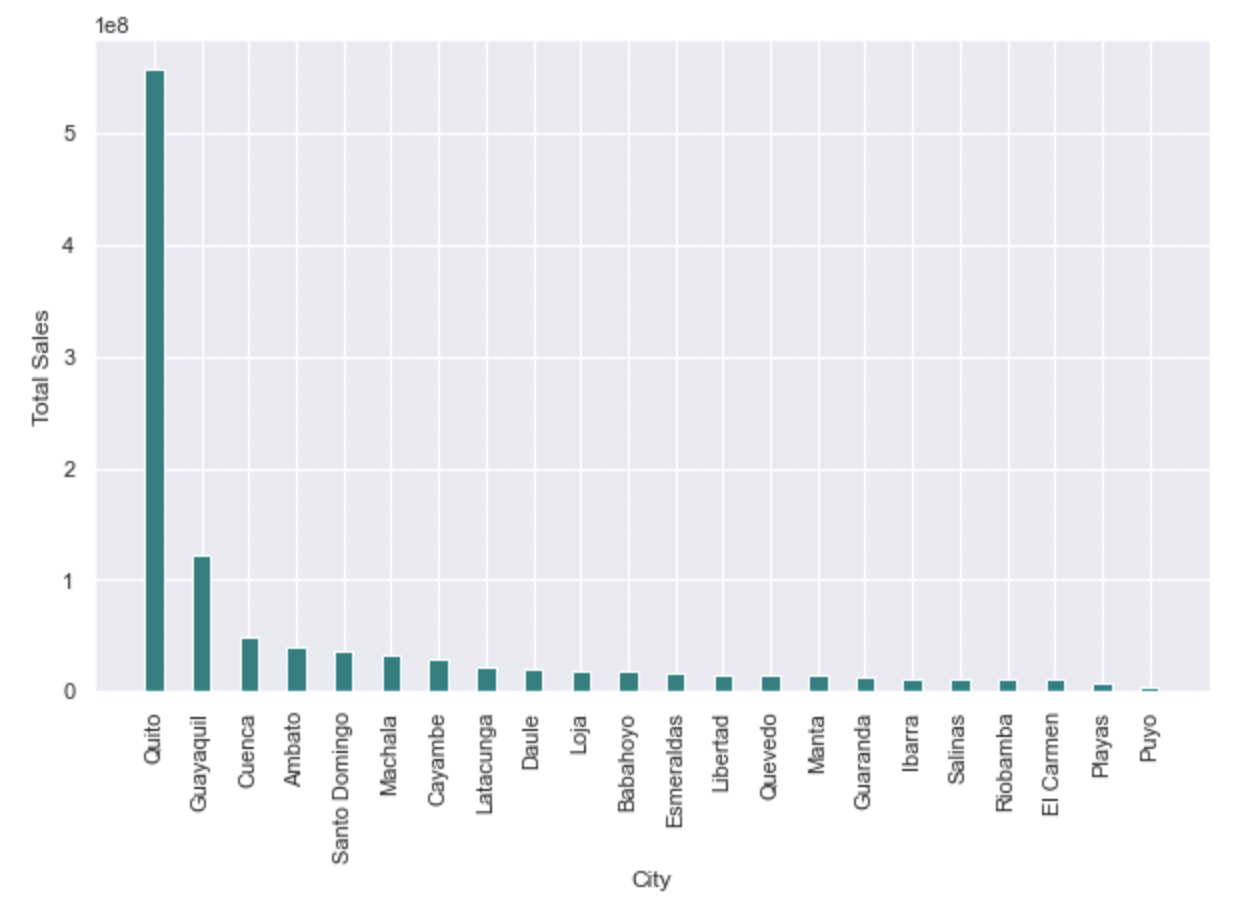 1e8
5
4
3
2
1
0
Total Sales
Quito
Guayaquil
Cuenca
Ambato
Santo Domingo
Machala
Cayambe
Latacunga
Daule
Loja
Babahoyo
Esmeraldas
Libertad
Quevedo
Manta
Guaranda
Ibarra
Salinas
Riobamba
El Carmen
Playas
Puyo
City